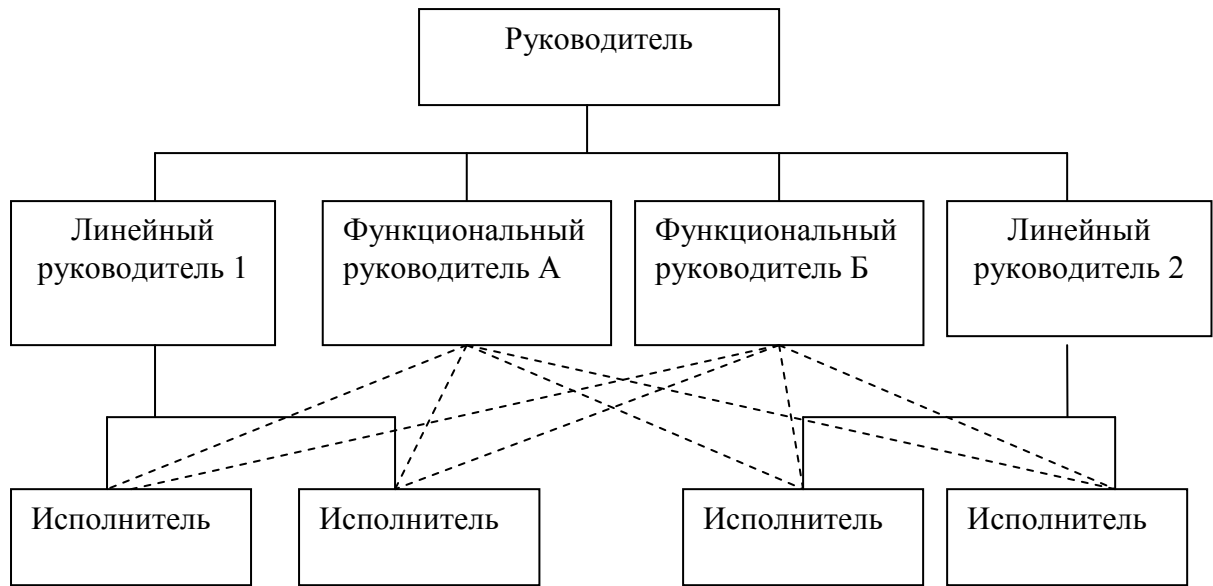 Руководитель
Линейный
руководитель 1
Функциональный
руководитель А
Функциональный
руководитель Б
Линейный
руководитель 2
Исполнитель
Исполнитель
Исполнитель
Исполнитель